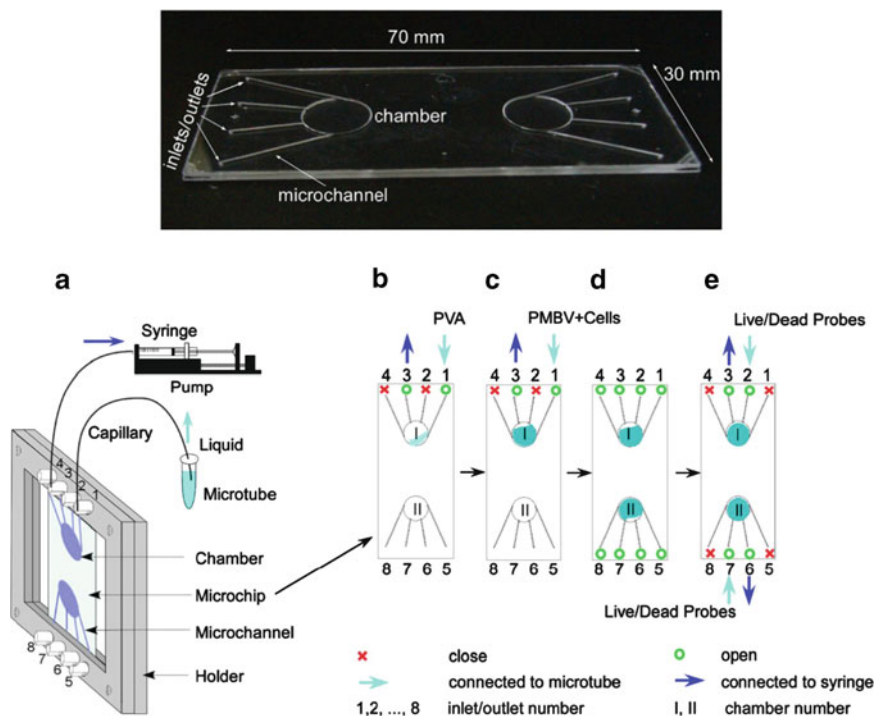 70 mm
30 mm
inlets/outlets
chamber
microchannel
a
b
c
d
e
Syringe
Pump
Capillary
Liquid
Microtube
4
3
2
1
Chamber
Microchip
Microchannel
Holder
8
7
6
5
PVA
4 3 2 1
I
II
8 7 6 5
PMBV+Cells
4 3 2 1
I
II
8 7 6 5
4 3 2 1
I
II
8 7 6 5
Live/Dead Probes
4 3 2 1
I
II
8 7 6 5
Live/Dead Probes
close
open
connected to microtube
connected to syringe
1,2, ..., 8 inlet/outlet number
I, II chamber number